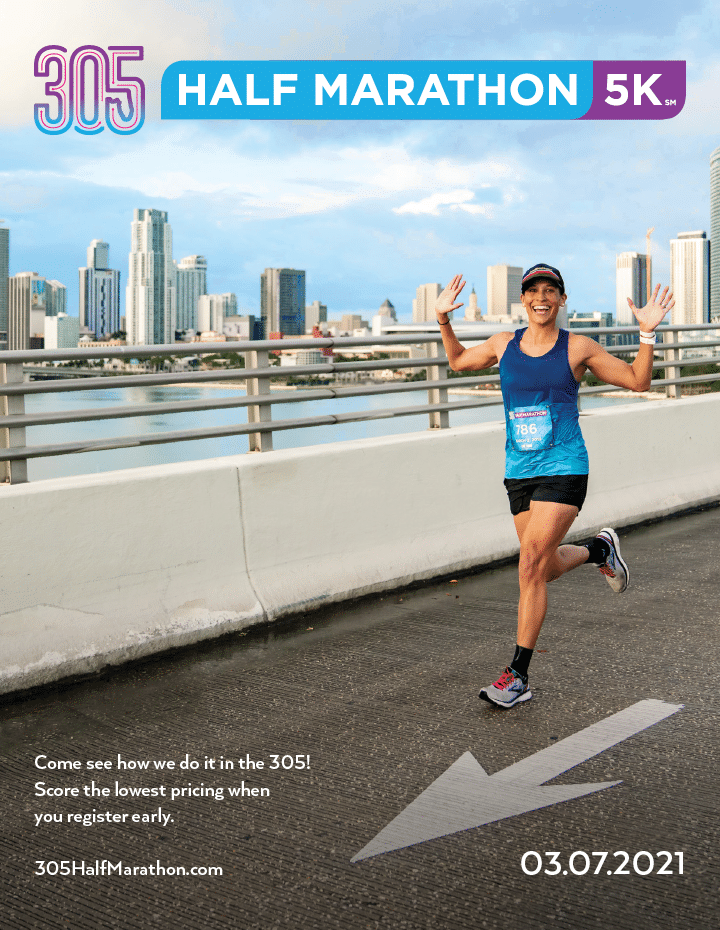 305 HALF MARATHON 5K SM
786
Come see how we do it in the 305!
Score the lowest pricing when
you register early.
305HalfMarathon.com
03.07.2021